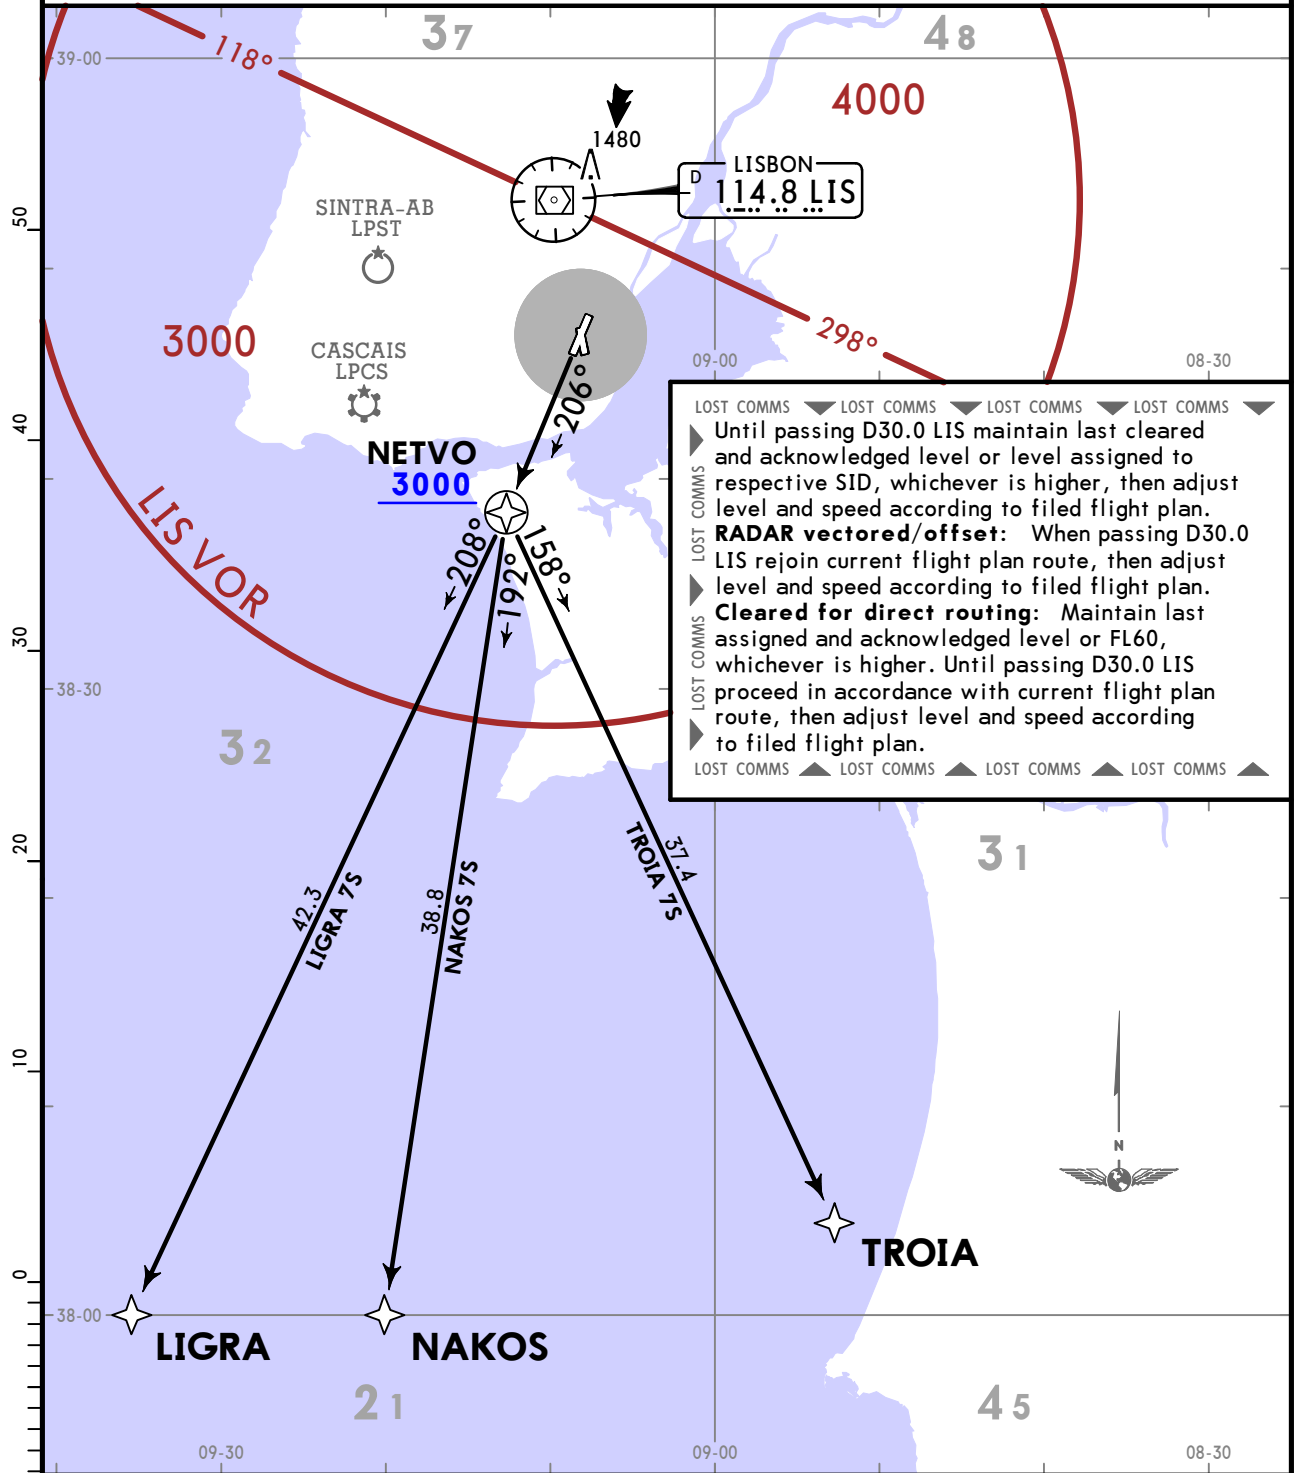 37
48
39-00
118°
4000
1480
LISBON
D
114.8 LIS
SINTRA-AB
LPST
50
3000
298°
CASCAIS
LPCS
09-00
08-30
206°
40
NETVO
3000
LIS VOR
208°
192°
158°
LOST COMMS LOST COMMS LOST COMMS LOST COMMS
Until passing D30.0 LIS maintain last cleared
and acknowledged level or level assigned to
respective SID, whichever is higher, then adjust
level and speed according to filed flight plan.
RADAR vectored/offset: When passing D30.0
LIS rejoin current flight plan route, then adjust
level and speed according to filed flight plan.
Cleared for direct routing: Maintain last
assigned and acknowledged level or FL60,
whichever is higher. Until passing D30.0 LIS
proceed in accordance with current flight plan
route, then adjust level and speed according
to filed flight plan.
LOST COMMS
LOST COMMS
LOST COMMS LOST COMMS LOST COMMS LOST COMMS
30
38-30
32
20
31
42.3
LIGRA 7S
38.8
NAKOS 7S
37.4
TROIA 7S
10
N
TROIA
0
38-00
LIGRA
NAKOS
21
45
09-30
09-00
08-30